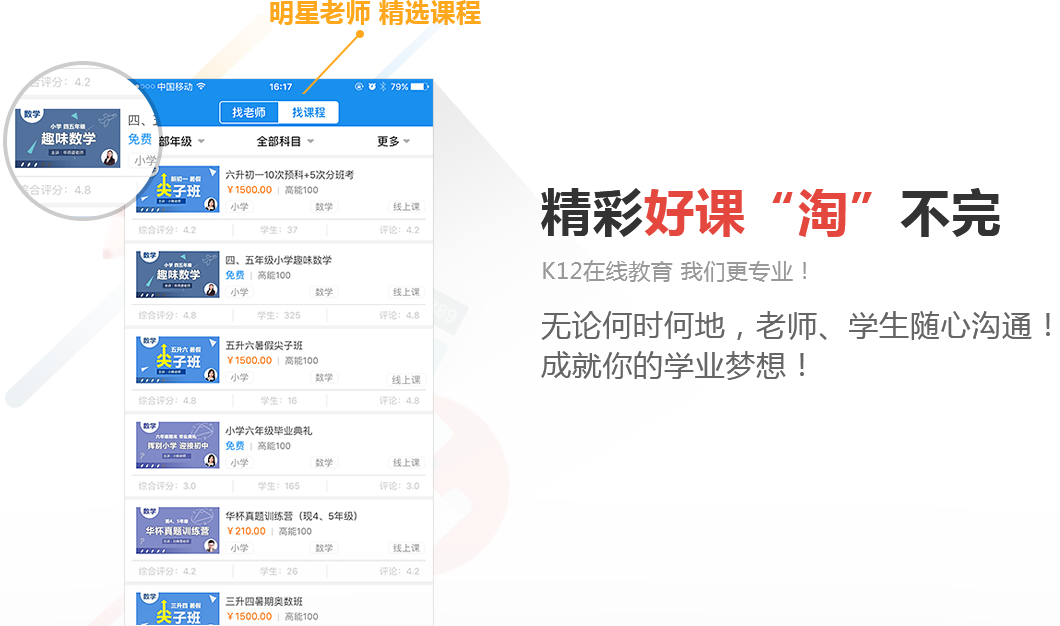 明星老师 精选课程
中国移动 16:17 79%
找老师 找课程
部年级 全部科目 更多
合评分：4.2
数学
小学 四五年级
趣味数学
四、五
免费
小学
综合评分：4.8
新初一 暑假
尖子班
六升初一10次预科+5次分班考
￥1500.00 | 高能100
小学 数学 线上课
综合评分：4.2 学生：37 评论：4.2
数学
小学 四五年级
趣味数学
四、五年级小学趣味数学
免费 | 高能100
小学 数学 线上课
综合评分：4.8 学生：325 评论：4.8
数学
五升六 暑假
尖子班
五升六暑假尖子班
￥1500.00 | 高能100
小学 数学 线上课
综合评分：4.8 学生：16 评论：4.8
数学
六年级期末 毕业典礼
挥别小学 迎接初中
小学六年级毕业典礼
免费 | 高能100
小学 数学 线上课
综合评分：3.0 学生：165 评论：3.0
数学
现4、5年级
华杯真题训练营
华杯真题训练营（现4、5年级）
￥210.00 | 高能100
小学 数学 线上课
综合评分：4.2 学生：26 评论：4.2
数学
三升四 暑假
尖子班
三升四暑期奥数班
￥1500.00 | 高能100
精彩好课“淘”不完
K12在线教育 我们更专业！
无论何时何地，老师、学生随心沟通！
成就你的学业梦想！